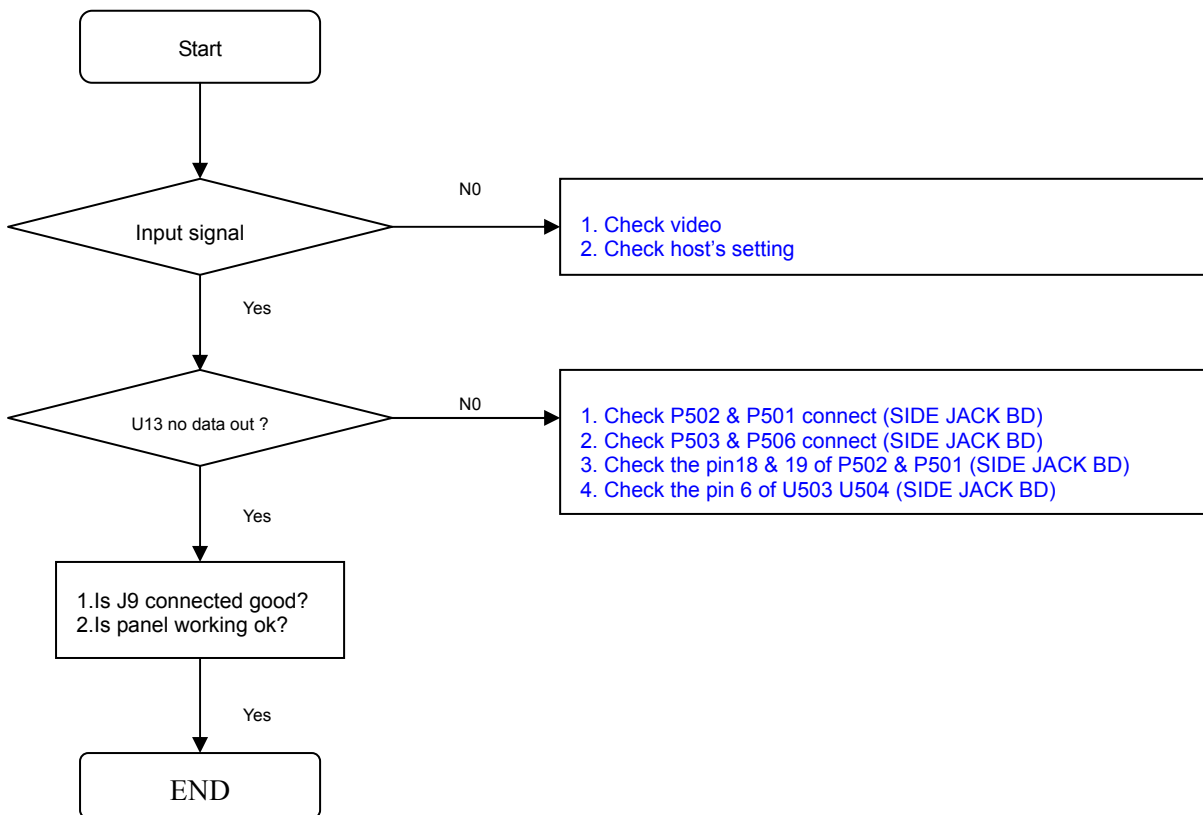 Start
Input signal
N0
1. Check video
2. Check host's setting
Yes
U13 no data out ?
N0
1. Check P502 & P501 connect (SIDE JACK BD)
2. Check P503 & P506 connect (SIDE JACK BD)
3. Check the pin18 & 19 of P502 & P501 (SIDE JACK BD)
4. Check the pin 6 of U503 U504 (SIDE JACK BD)
Yes
1.Is J9 connected good?
2.Is panel working ok?
Yes
END